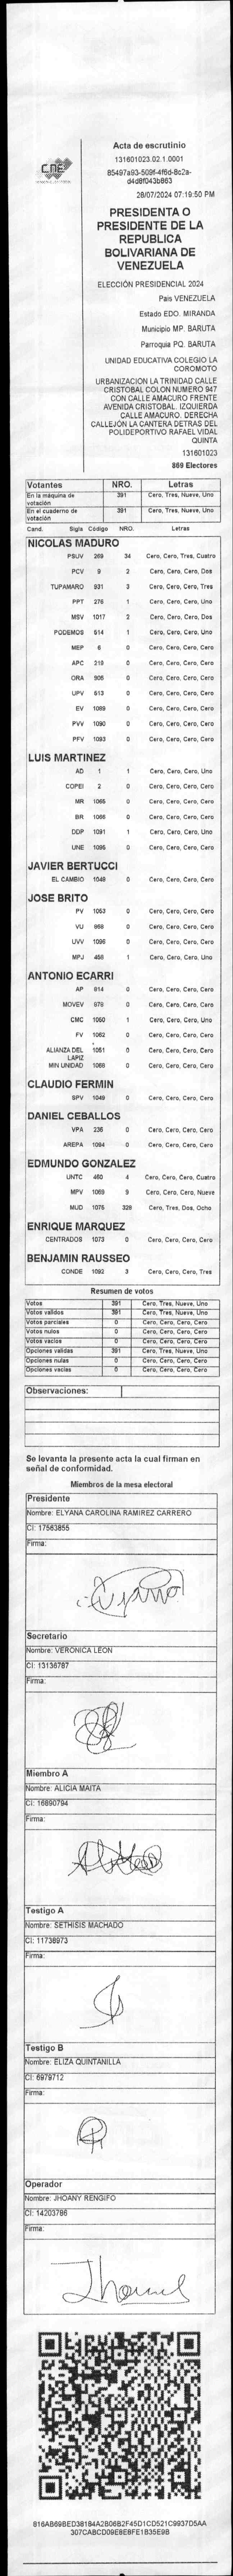 CNE
Acta de escrutinio
131601023.02.1.0001
85497a93-509f-4f6d-8c2a-
d4d8f043b863
28/07/2024 07:19:50 PM
PRESIDENTA O
PRESIDENTE DE LA
REPUBLICA
BOLIVARIANA DE
VENEZUELA
ELECCIÓN PRESIDENCIAL 2024
Pais VENEZUELA
Estado EDO. MIRANDA
Municipio MP. BARUTA
Parroquia PQ. BARUTA
UNIDAD EDUCATIVA COLEGIO LA
COROMOTO
URBANIZACIÓN LA TRINIDAD CALLE
CRISTOBAL COLON NUMERO 947
CON CALLE AMACURO FRENTE
AVENIDA CRISTOBAL. IZQUIERDA
CALLE AMACURO. DERECHA
CALLEJÓN LA CANTERA DETRAS DEL
POLIDEPORTIVO RAFAEL VIDAL
QUINTA
131601023
869 Electores
Votantes NRO. Letras
En la máquina de votación 391 Cero, Tres, Nueve, Uno
En el cuaderno de votación 391 Cero, Tres, Nueve, Uno
Cand. Sigla Código NRO. Letras
NICOLAS MADURO
PSUV 269 34 Cero, Cero, Tres, Cuatro
PCV 9 2 Cero, Cero, Cero, Dos
TUPAMARO 931 3 Cero, Cero, Cero, Tres
PPT 276 1 Cero, Cero, Cero, Uno
MSV 1017 2 Cero, Cero, Cero, Dos
PODEMOS 514 1 Cero, Cero, Cero, Uno
MEP 6 0 Cero, Cero, Cero, Cero
APC 219 0 Cero, Cero, Cero, Cero
ORA 906 0 Cero, Cero, Cero, Cero
UPV 613 0 Cero, Cero, Cero, Cero
EV 1089 0 Cero, Cero, Cero, Cero
PVV 1090 0 Cero, Cero, Cero, Cero
PFV 1093 0 Cero, Cero, Cero, Cero
LUIS MARTINEZ
AD 1 1 Cero, Cero, Cero, Uno
COPEI 2 0 Cero, Cero, Cero, Cero
MR 1065 0 Cero, Cero, Cero, Cero
BR 1066 0 Cero, Cero, Cero, Cero
DDP 1091 1 Cero, Cero, Cero, Uno
UNE 1095 0 Cero, Cero, Cero, Cero
JAVIER BERTUCCI
EL CAMBIO 1048 0 Cero, Cero, Cero, Cero
JOSE BRITO
PV 1053 0 Cero, Cero, Cero, Cero
VU 868 0 Cero, Cero, Cero, Cero
UVV 1096 0 Cero, Cero, Cero, Cero
MPJ 458 1 Cero, Cero, Cero, Uno
ANTONIO ECARRI
AP 814 0 Cero, Cero, Cero, Cero
MOVEV 978 0 Cero, Cero, Cero, Cero
CMC 1050 1 Cero, Cero, Cero, Uno
FV 1062 0 Cero, Cero, Cero, Cero
ALIANZA DEL LAPIZ 1051 0 Cero, Cero, Cero, Cero
MIN UNIDAD 1068 0 Cero, Cero, Cero, Cero
CLAUDIO FERMIN
SPV 1049 0 Cero, Cero, Cero, Cero
DANIEL CEBALLOS
VPA 236 0 Cero, Cero, Cero, Cero
AREPA 1094 0 Cero, Cero, Cero, Cero
EDMUNDO GONZALEZ
UNTC 460 4 Cero, Cero, Cero, Cuatro
MPV 1069 9 Cero, Cero, Cero, Nueve
MUD 1075 328 Cero, Tres, Dos, Ocho
ENRIQUE MARQUEZ
CENTRADOS 1073 0 Cero, Cero, Cero, Cero
BENJAMIN RAUSSEO
CONDE 1092 3 Cero, Cero, Cero, Tres
Resumen de votos
Votos 391 Cero, Tres, Nueve, Uno
Votos validos 391 Cero, Tres, Nueve, Uno
Votos parciales 0 Cero, Cero, Cero, Cero
Votos nulos 0 Cero, Cero, Cero, Cero
Votos vacios 0 Cero, Cero, Cero, Cero
Opciones validas 391 Cero, Tres, Nueve, Uno
Opciones nulas 0 Cero, Cero, Cero, Cero
Opciones vacias 0 Cero, Cero, Cero, Cero
Observaciones:
Se levanta la presente acta la cual firman en
señal de conformidad.
Miembros de la mesa electoral
Presidente
Nombre: ELYANA CAROLINA RAMIREZ CARRERO
CI: 17563855
Firma:
Secretario
Nombre: VERONICA LEON
CI: 13136787
Firma:
Miembro A
Nombre: ALICIA MAITA
CI: 16890794
Firma:
Testigo A
Nombre: SETHISIS MACHADO
CI: 11738973
Firma:
Testigo B
Nombre: ELIZA QUINTANILLA
CI: 6979712
Firma:
Operador
Nombre: JHOANY RENGIFO
CI: 14203786
Firma:
816AB69BED38184A2B06B2F45D1CD521C9937D5AA
307CABCD09E8EBFE1B35E9B